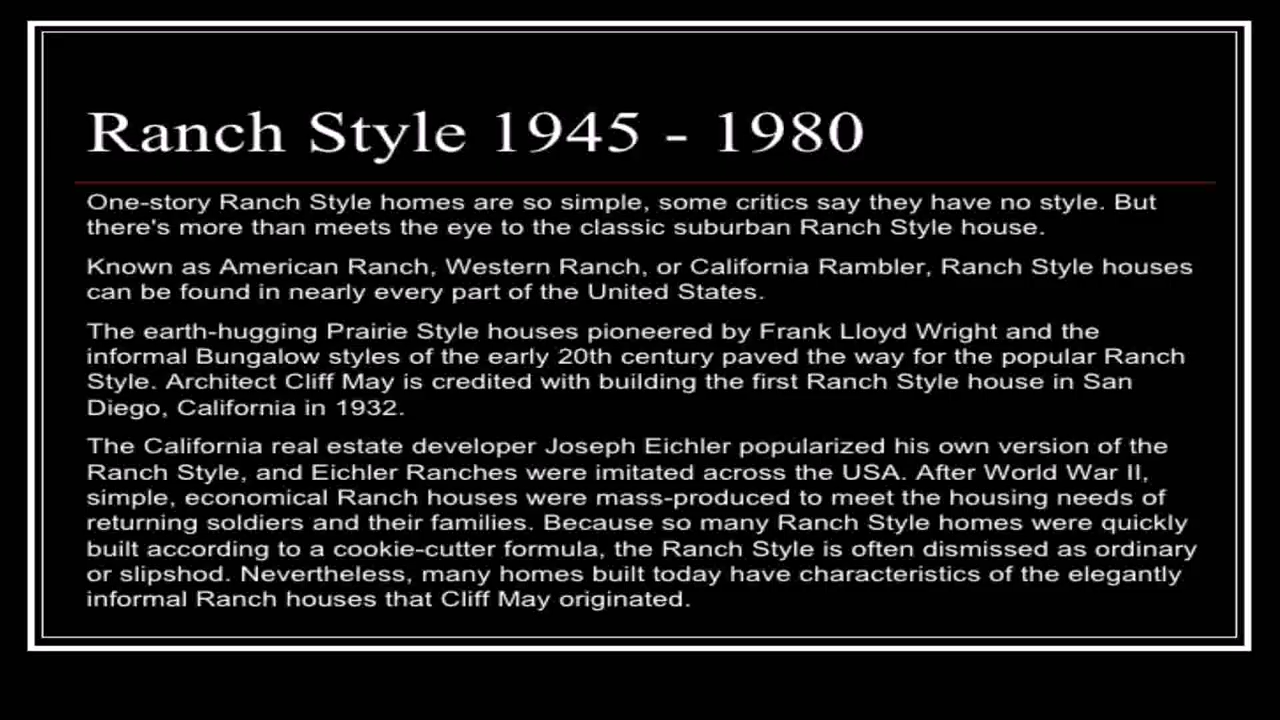 Ranch Style 1945 - 1980
One-story Ranch Style homes are so simple, some critics say they have no style. But
there's more than meets the eye to the classic suburban Ranch Style house.
Known as American Ranch, Western Ranch, or California Rambler, Ranch Style houses
can be found in nearly every part of the United States.
The earth-hugging Prairie Style houses pioneered by Frank Lloyd Wright and the
informal Bungalow styles of the early 20th century paved the way for the popular Ranch
Style. Architect Cliff May is credited with building the first Ranch Style house in San
Diego, California in 1932.
The California real estate developer Joseph Eichler popularized his own version of the
Ranch Style, and Eichler Ranches were imitated across the USA. After World War II,
simple, economical Ranch houses were mass-produced to meet the housing needs of
returning soldiers and their families. Because so many Ranch Style homes were quickly
built according to a cookie-cutter formula, the Ranch Style is often dismissed as ordinary
or slipshod. Nevertheless, many homes built today have characteristics of the elegantly
informal Ranch houses that Cliff May originated.